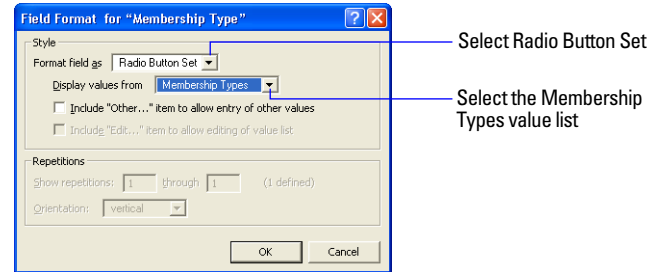 Field Format for “Membership Type”
Style
Format field as Radio Button Set
Select Radio Button Set
Display values from Membership Types
Select the Membership
Types value list
Include "Other..." item to allow entry of other values
Include "Edit..." item to allow editing of value list
Repetitions
Show repetitions: 1 through 1 (1 defined)
Orientation: vertical
OK Cancel